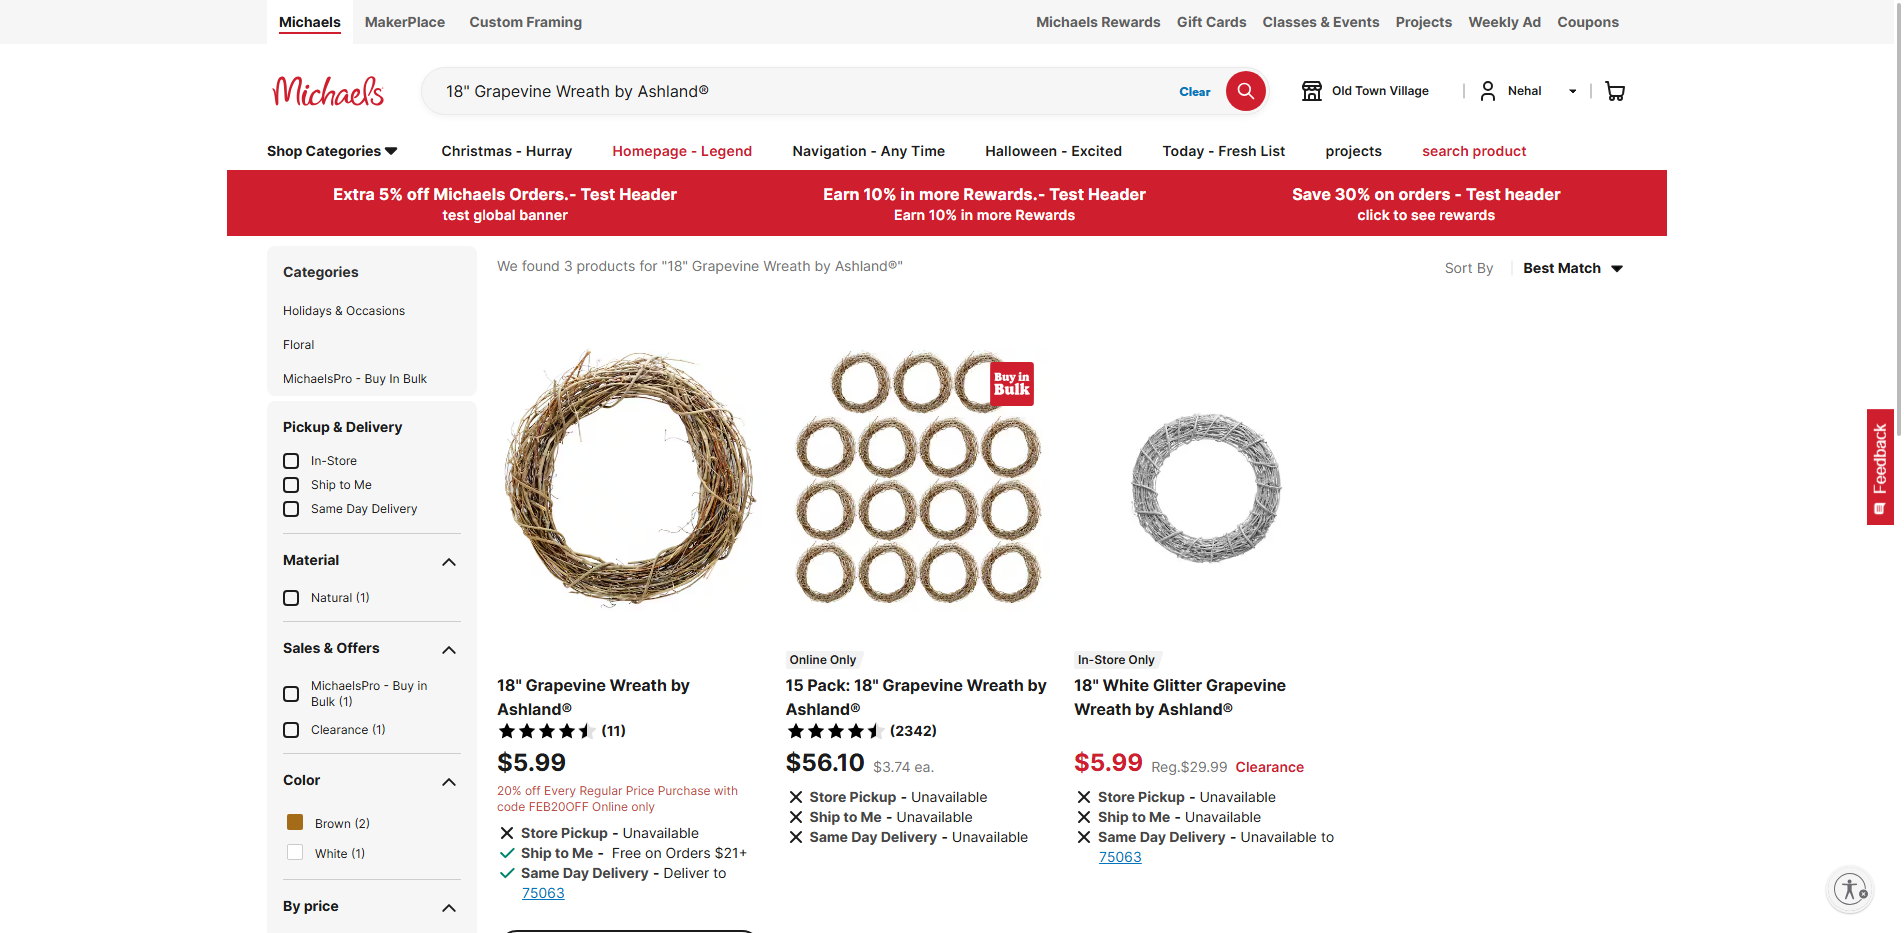 Michaels
MakerPlace
Custom Framing
Michaels Rewards
Gift Cards
Classes & Events
Projects
Weekly Ad
Coupons
Michaels
18" Grapevine Wreath by Ashland®
Clear
Old Town Village
Nehal
Shop Categories
Christmas - Hurray
Homepage - Legend
Navigation - Any Time
Halloween - Excited
Today - Fresh List
projects
search product
Extra 5% off Michaels Orders.- Test Header
test global banner
Earn 10% in more Rewards.- Test Header
Earn 10% in more Rewards
Save 30% on orders - Test header
click to see rewards
Categories
Holidays & Occasions
Floral
MichaelsPro - Buy In Bulk
Pickup & Delivery
In-Store
Ship to Me
Same Day Delivery
Material
Natural (1)
Sales & Offers
MichaelsPro - Buy in
Bulk (1)
Clearance (1)
Color
Brown (2)
White (1)
By price
We found 3 products for "18" Grapevine Wreath by Ashland®"
Sort By
Best Match
18" Grapevine Wreath by
Ashland®
(11)
$5.99
20% off Every Regular Price Purchase with
code FEB20OFF Online only
Store Pickup - Unavailable
Ship to Me - Free on Orders $21+
Same Day Delivery - Deliver to
75063
Buy in
Bulk
Online Only
15 Pack: 18" Grapevine Wreath by
Ashland®
(2342)
$56.10 $3.74 ea.
Store Pickup - Unavailable
Ship to Me - Unavailable
Same Day Delivery - Unavailable
In-Store Only
18" White Glitter Grapevine
Wreath by Ashland®
$5.99 Reg.$29.99 Clearance
Store Pickup - Unavailable
Ship to Me - Unavailable
Same Day Delivery - Unavailable to
75063
Feedback